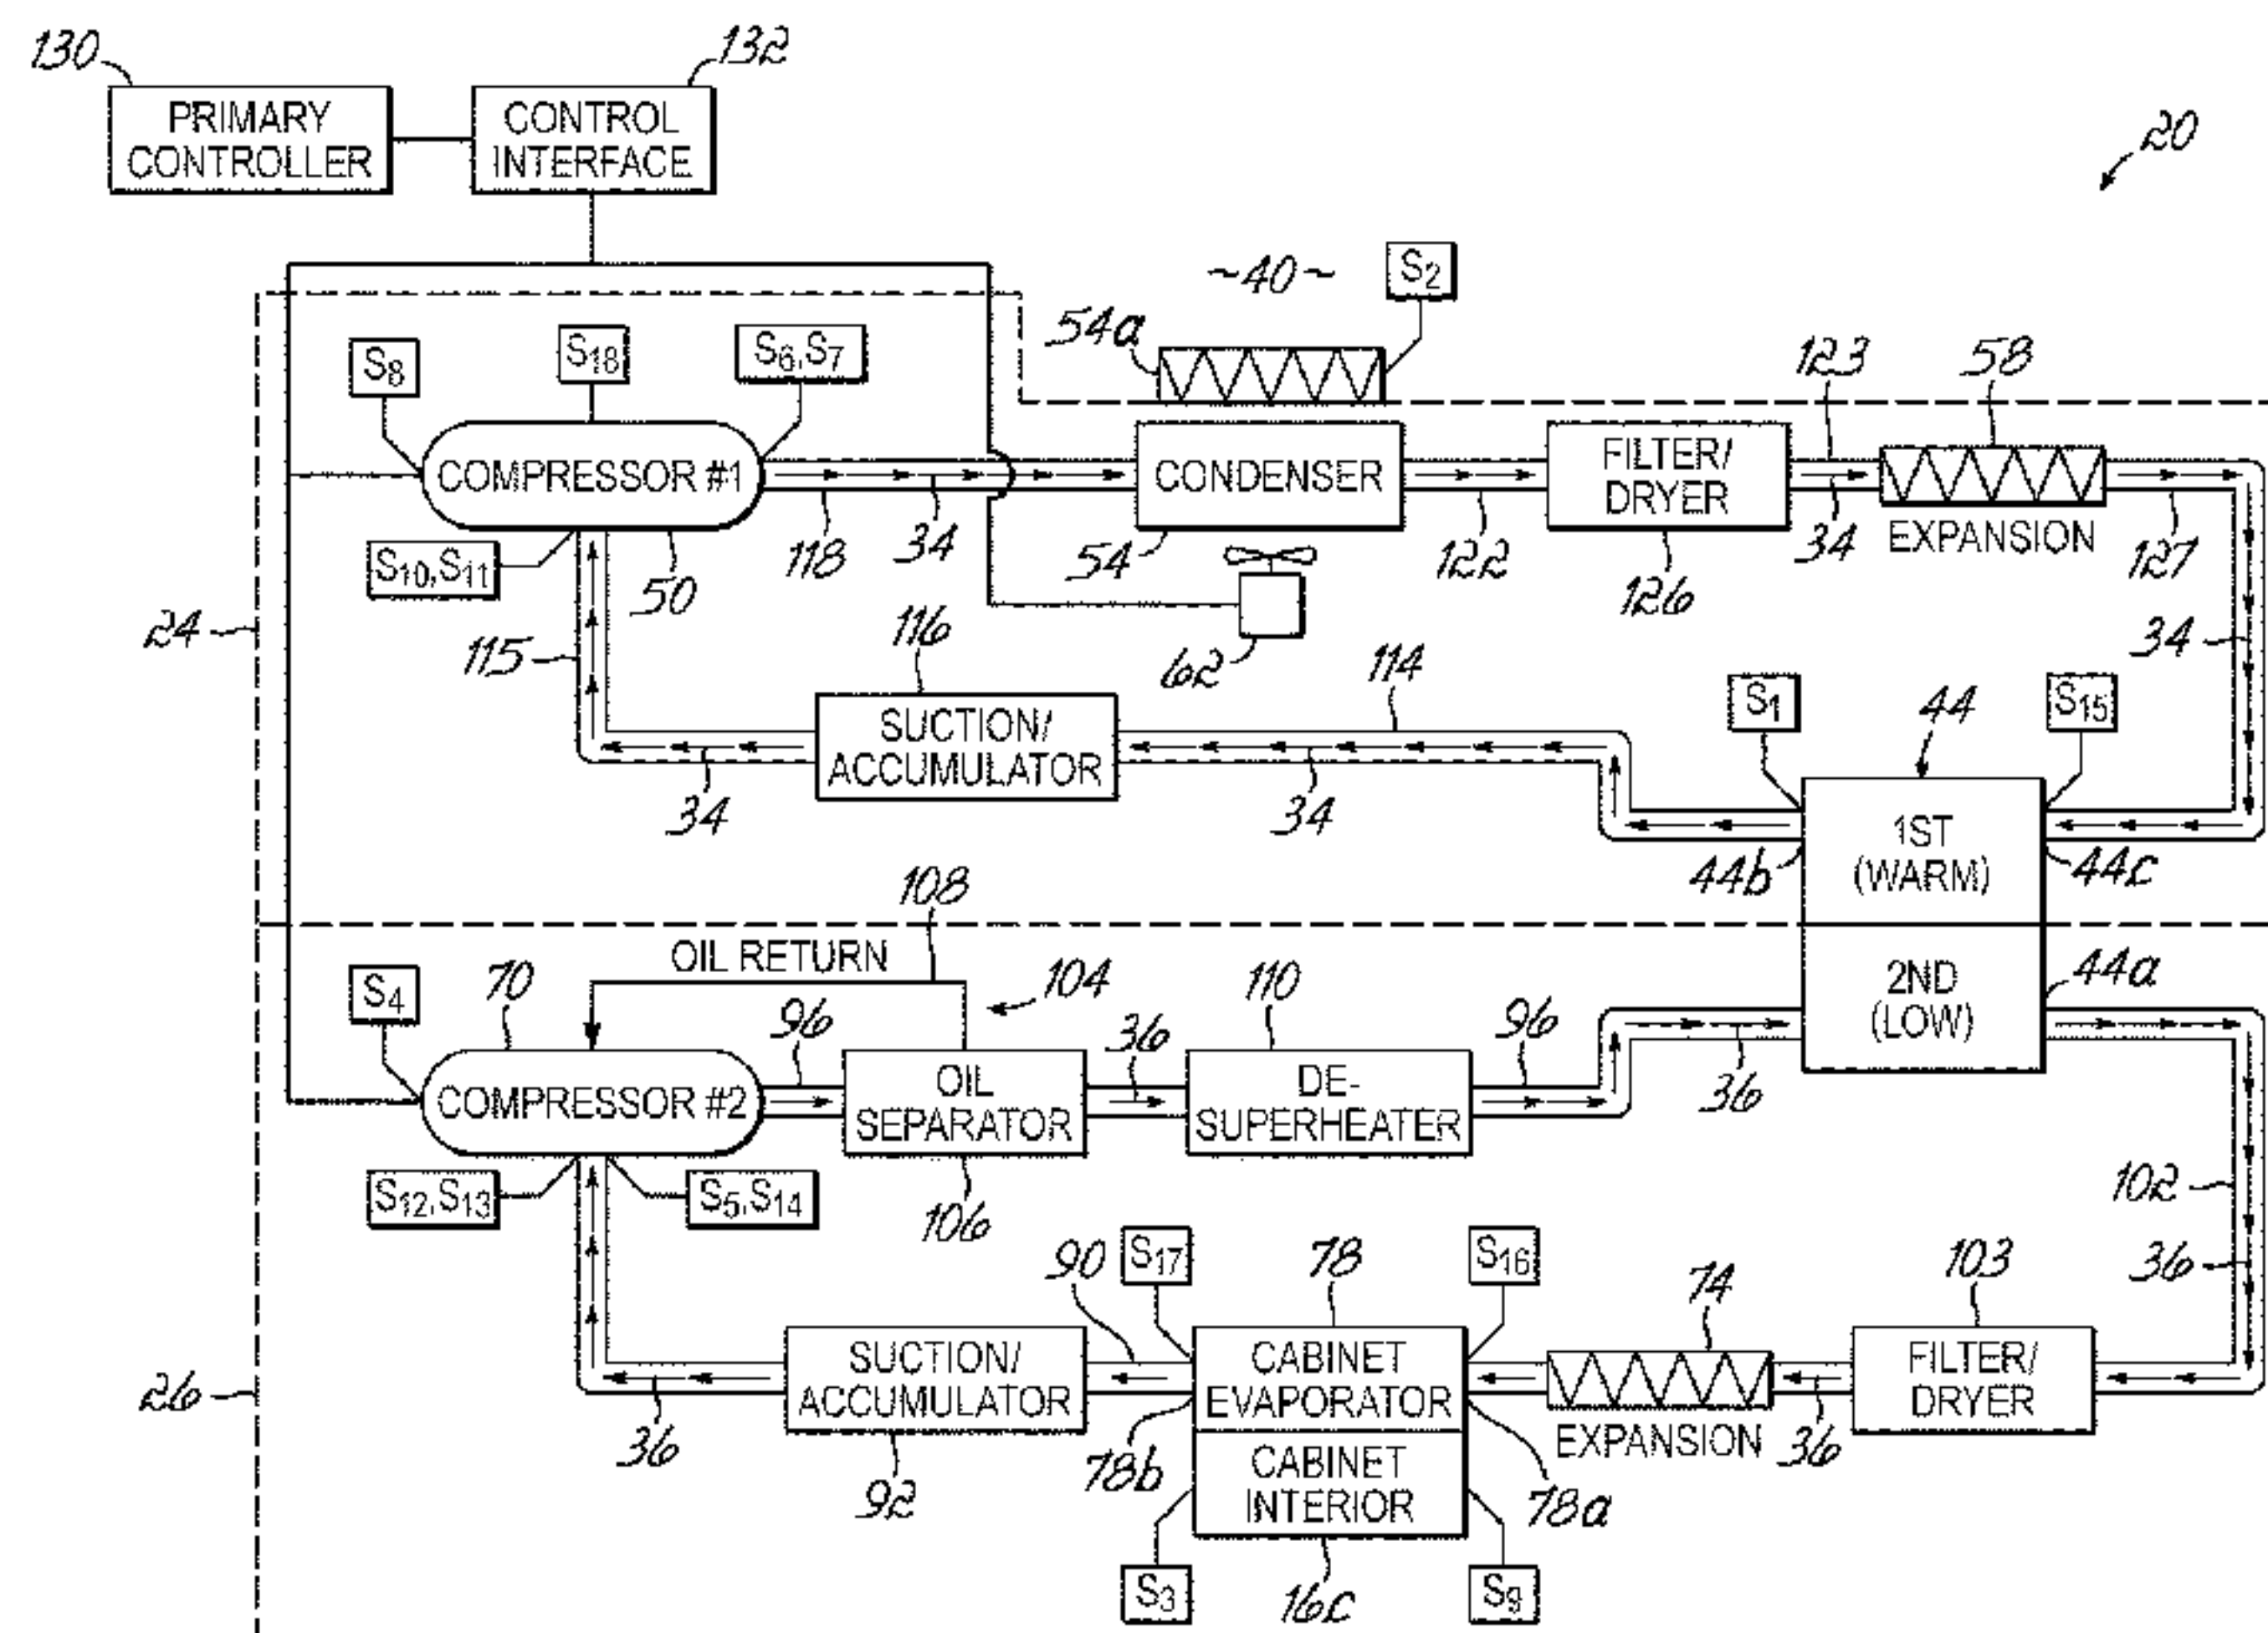 130
132
PRIMARY
CONTROLLER
CONTROL
INTERFACE
20
~40~
S2
54a
S8
S18
S6,S7
123
58
COMPRESSOR #1
CONDENSER
FILTER/
DRYER
EXPANSION
118
34
54
122
126
34
127
S10,S11
50
62
24
115
116
114
34
SUCTION/
ACCUMULATOR
34
34
S1
44
S15
1ST
(WARM)
44b
44c
108
OIL RETURN
S4
70
96
104
36
110
96
36
2ND
(LOW)
44a
COMPRESSOR #2
OIL
SEPARATOR
DE-
SUPERHEATER
S12,S13
S5,S14
106
102
36
90
S17
78
S16
74
103
26
36
SUCTION/
ACCUMULATOR
92
CABINET
EVAPORATOR
78b
78a
EXPANSION
36
FILTER/
DRYER
CABINET
INTERIOR
S3
16c
S9